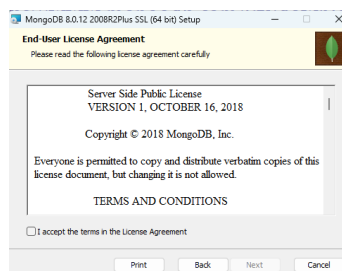 MongoDB 8.0.12 2008R2Plus SSL (64 bit) Setup
End-User License Agreement
Please read the following license agreement carefully
Server Side Public License
VERSION 1, OCTOBER 16, 2018
Copyright © 2018 MongoDB, Inc.
Everyone is permitted to copy and distribute verbatim copies of this
license document, but changing it is not allowed.
TERMS AND CONDITIONS
I accept the terms in the License Agreement
Print Back Next Cancel